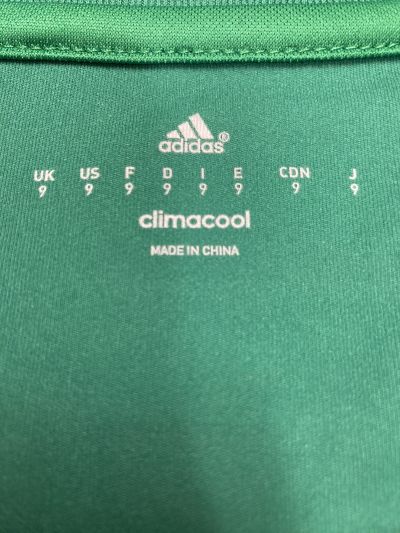 adidas®
UK US F D I E CDN J
9 9 9 9 9 9 9 9
climacool
MADE IN CHINA